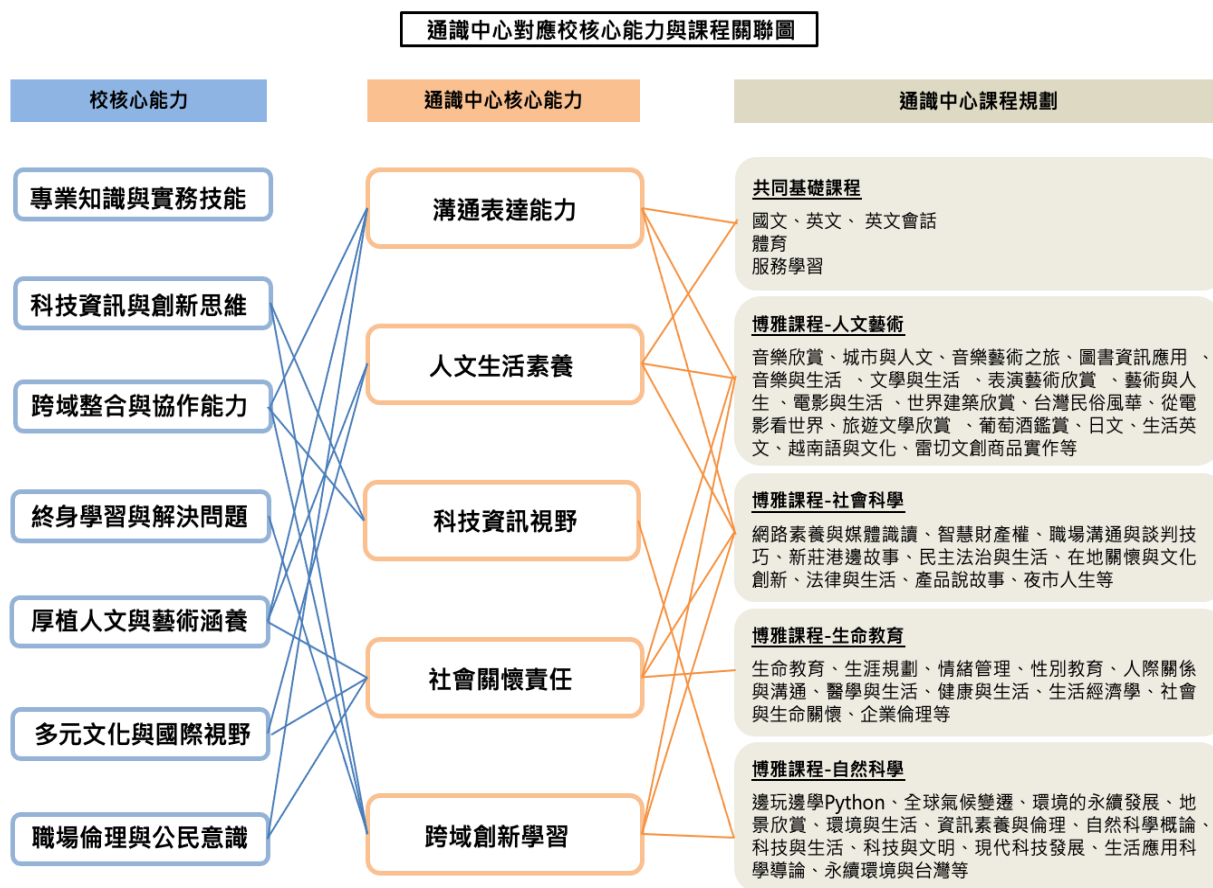 通識中心對應校核心能力與課程關聯圖
校核心能力
通識中心核心能力
通識中心課程規劃
專業知識與實務技能
科技資訊與創新思維
跨域整合與協作能力
終身學習與解決問題
厚植人文與藝術涵養
多元文化與國際視野
職場倫理與公民意識
溝通表達能力
人文生活素養
科技資訊視野
社會關懷責任
跨域創新學習
共同基礎課程
國文、英文、 英文會話
體育
服務學習
博雅課程-人文藝術
音樂欣賞、城市與人文、音樂藝術之旅、圖書資訊應用 、
音樂與生活 、文學與生活 、表演藝術欣賞 、藝術與人
生 、電影與生活 、世界建築欣賞、台灣民俗風華、從電
影看世界、旅遊文學欣賞 、葡萄酒鑑賞、日文、生活英
文、越南語與文化、雷切文創商品實作等
博雅課程-社會科學
網路素養與媒體識讀、智慧財產權、職場溝通與談判技
巧、新莊港邊故事、民主法治與生活、在地關懷與文化
創新、法律與生活、產品說故事、夜市人生等
博雅課程-生命教育
生命教育、生涯規劃、情緒管理、性別教育、人際關係
與溝通、醫學與生活、健康與生活、生活經濟學、社會
與生命關懷、企業倫理等
博雅課程-自然科學
邊玩邊學Python、全球氣候變遷、環境的永續發展、地
景欣賞、環境與生活、資訊素養與倫理、自然科學概論、
科技與生活、科技與文明、現代科技發展、生活應用科
學導論、永續環境與台灣等